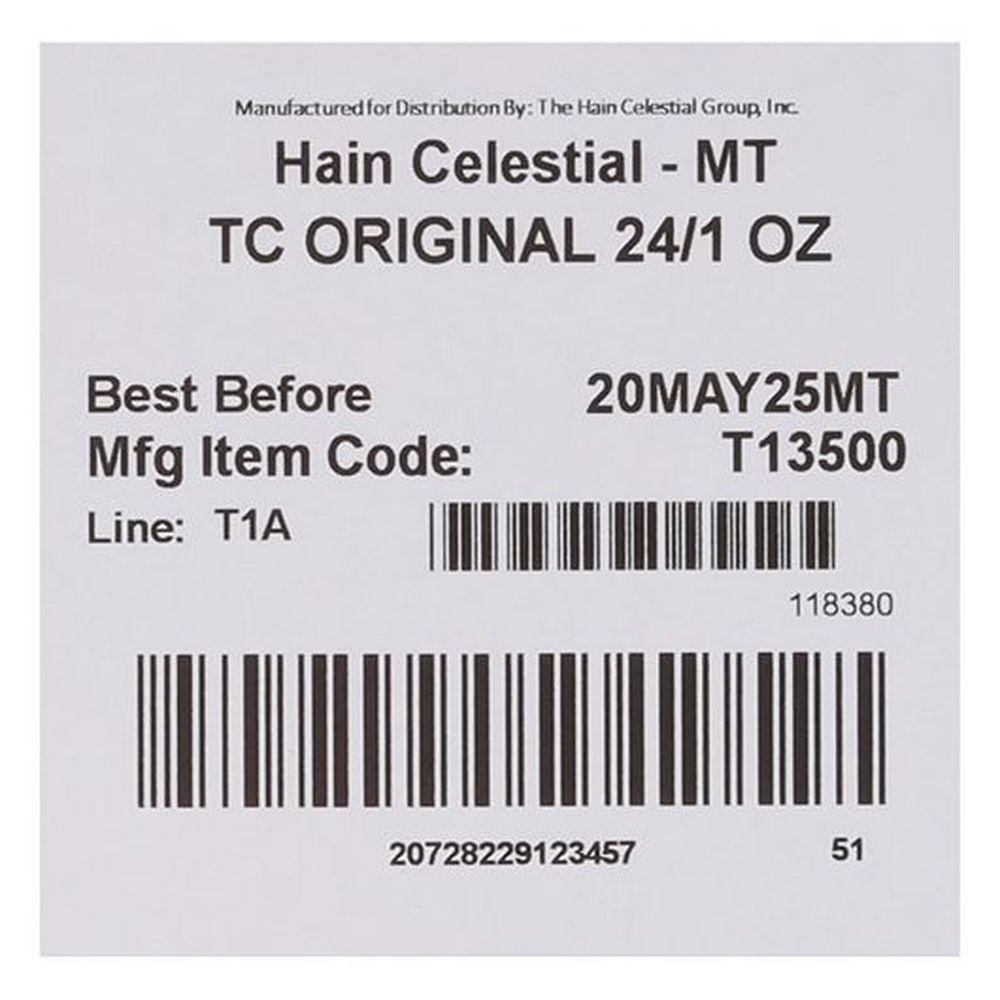 Manufactured for Distribution By: The Hain Celestial Group, Inc.
Hain Celestial - MT
TC ORIGINAL 24/1 OZ
Best Before 20MAY25MT
Mfg Item Code: T13500
Line: T1A
118380
20728229123457 51